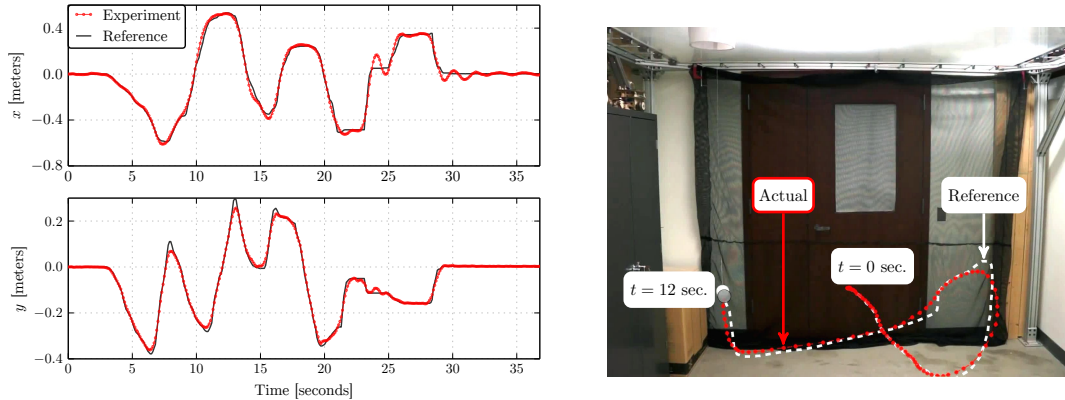 0.4
0.0
−0.4
−0.8
x [meters]
Experiment
Reference
0 5 10 15 20 25 30 35
0.2
0.0
−0.2
−0.4
y [meters]
0 5 10 15 20 25 30 35
Time [seconds]
Actual
Reference
t = 0 sec.
t = 12 sec.